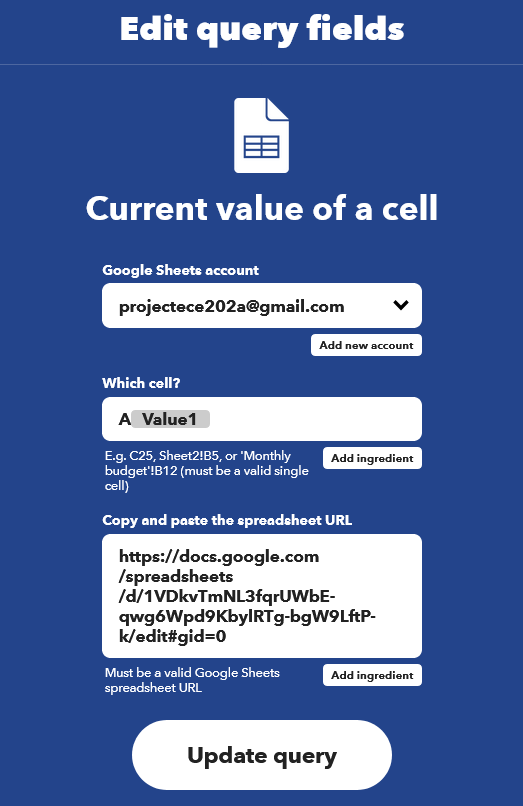 Edit query fields
Current value of a cell
Google Sheets account
projectece202a@gmail.com
Add new account
Which cell?
A Value1
E.g. C25, Sheet2!B5, or 'Monthly
budget'!B12 (must be a valid single
cell)
Add ingredient
Copy and paste the spreadsheet URL
https://docs.google.com
/spreadsheets
/d/1VDkvTmNL3fqrUWbE-
qwg6Wpd9KbylRTg-bgW9LftP-
k/edit#gid=0
Must be a valid Google Sheets
spreadsheet URL
Add ingredient
Update query